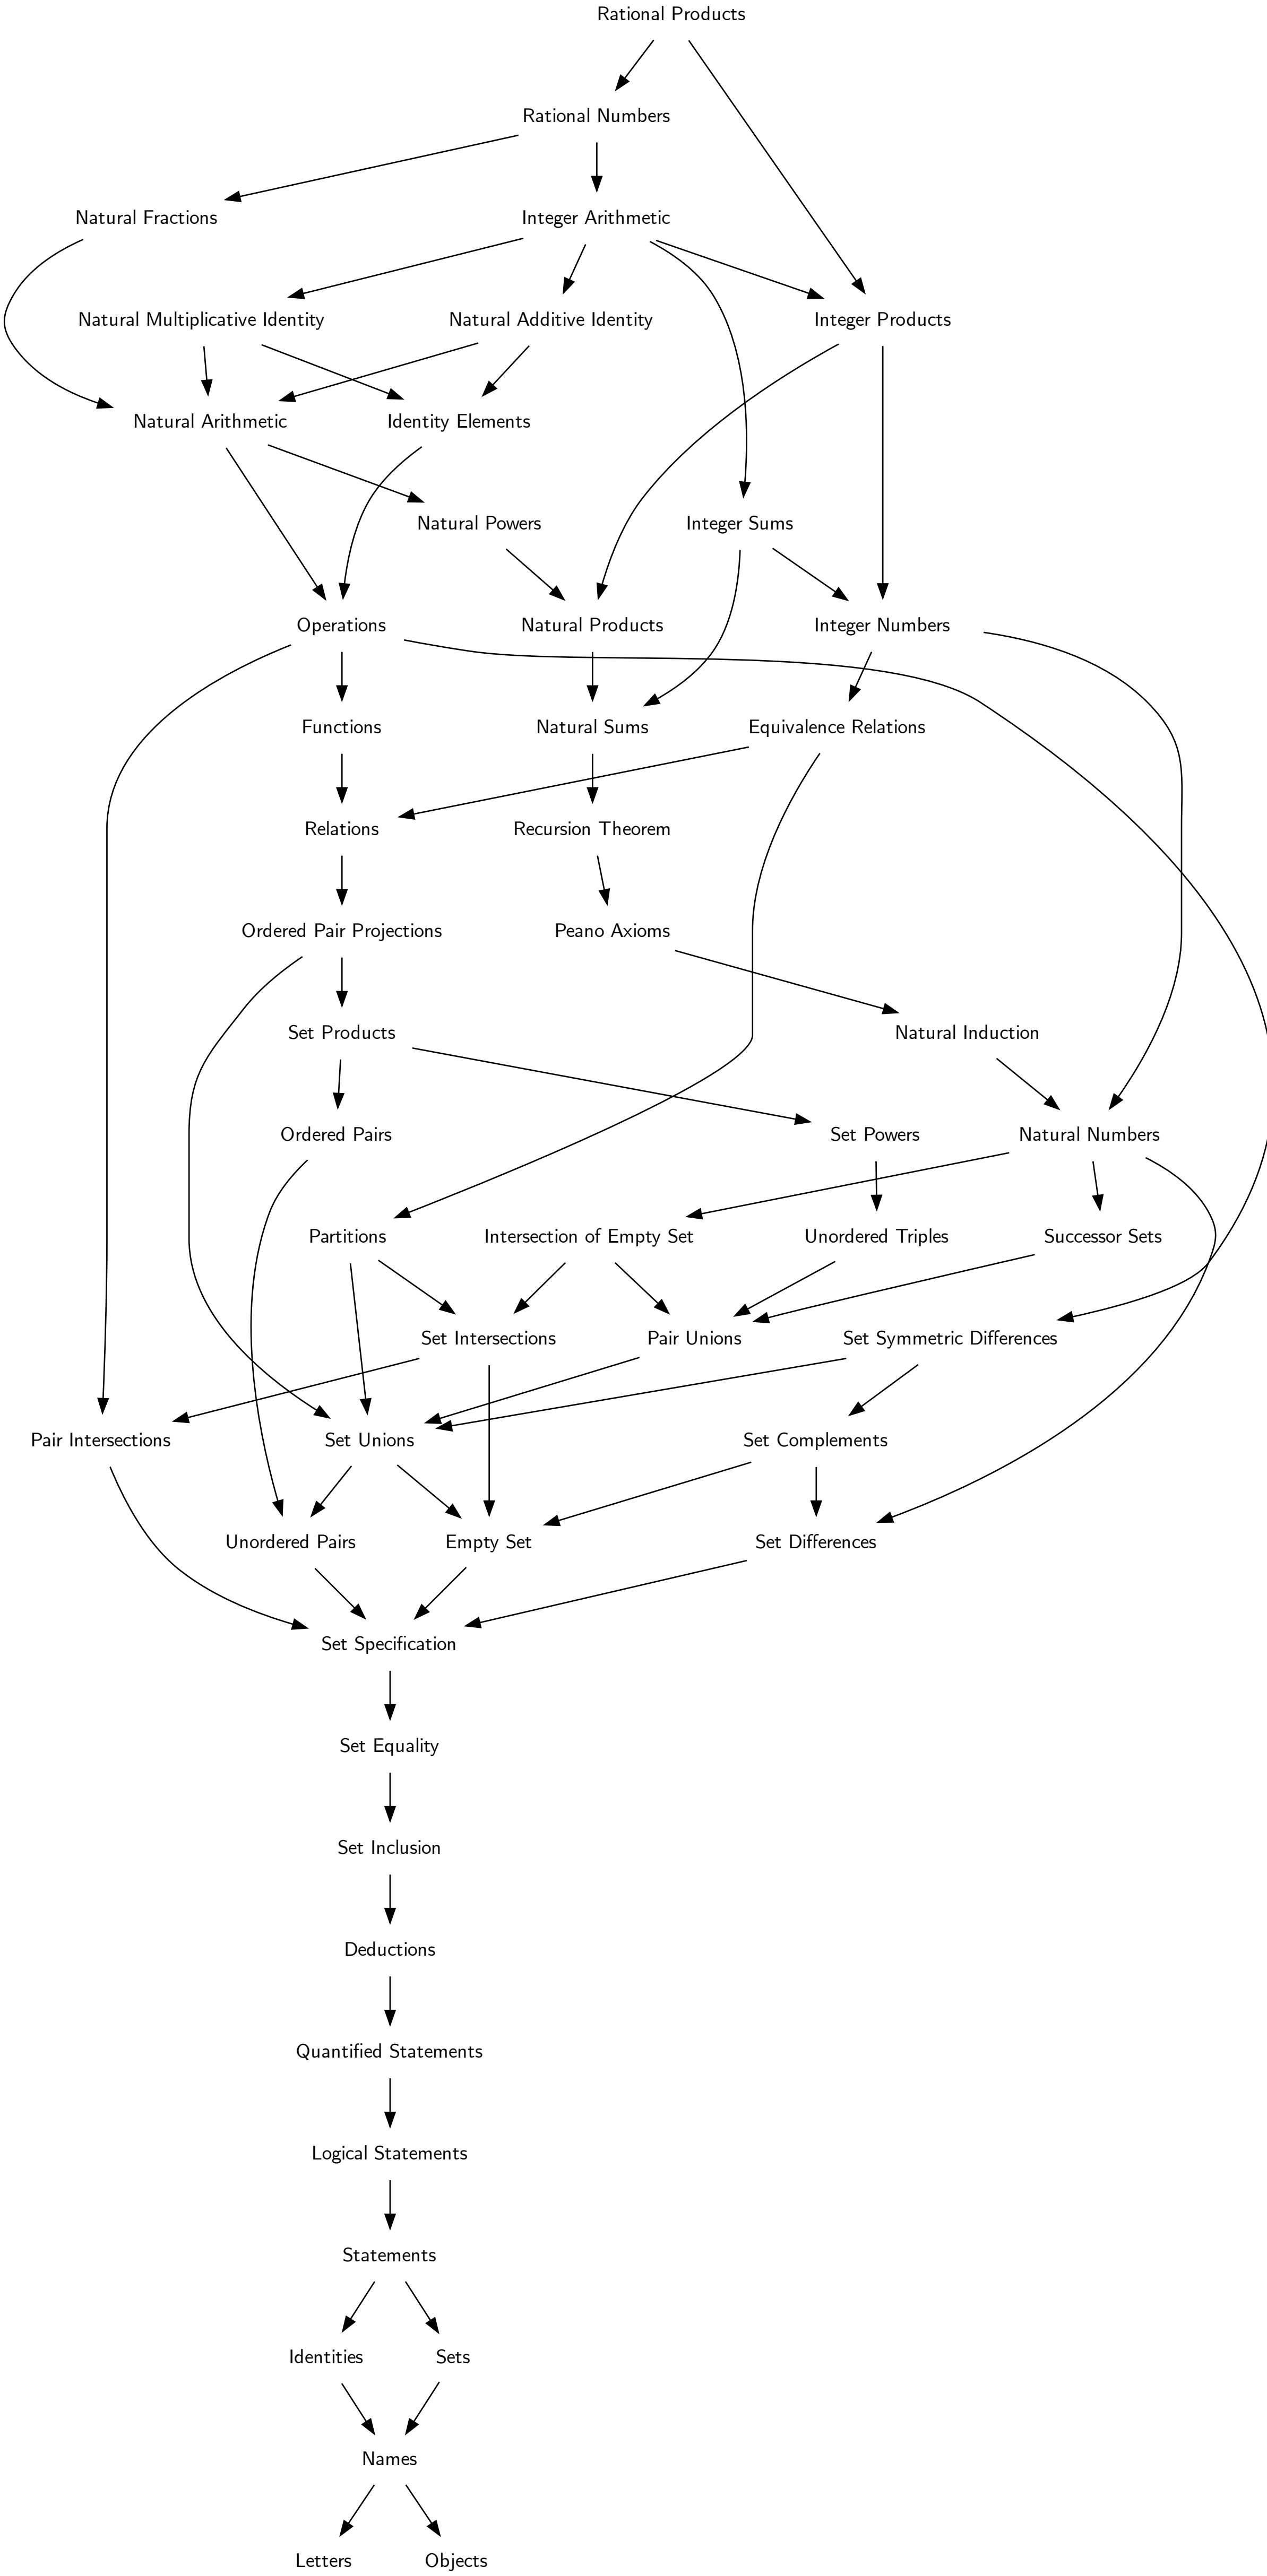 Rational Products
Rational Numbers
Natural Fractions
Integer Arithmetic
Natural Multiplicative Identity
Natural Additive Identity
Integer Products
Natural Arithmetic
Identity Elements
Natural Powers
Integer Sums
Operations
Natural Products
Integer Numbers
Functions
Natural Sums
Equivalence Relations
Relations
Recursion Theorem
Ordered Pair Projections
Peano Axioms
Set Products
Natural Induction
Ordered Pairs
Set Powers
Natural Numbers
Partitions
Intersection of Empty Set
Unordered Triples
Successor Sets
Set Intersections
Pair Unions
Set Symmetric Differences
Pair Intersections
Set Unions
Set Complements
Unordered Pairs
Empty Set
Set Differences
Set Specification
Set Equality
Set Inclusion
Deductions
Quantified Statements
Logical Statements
Statements
Identities
Sets
Names
Letters
Objects